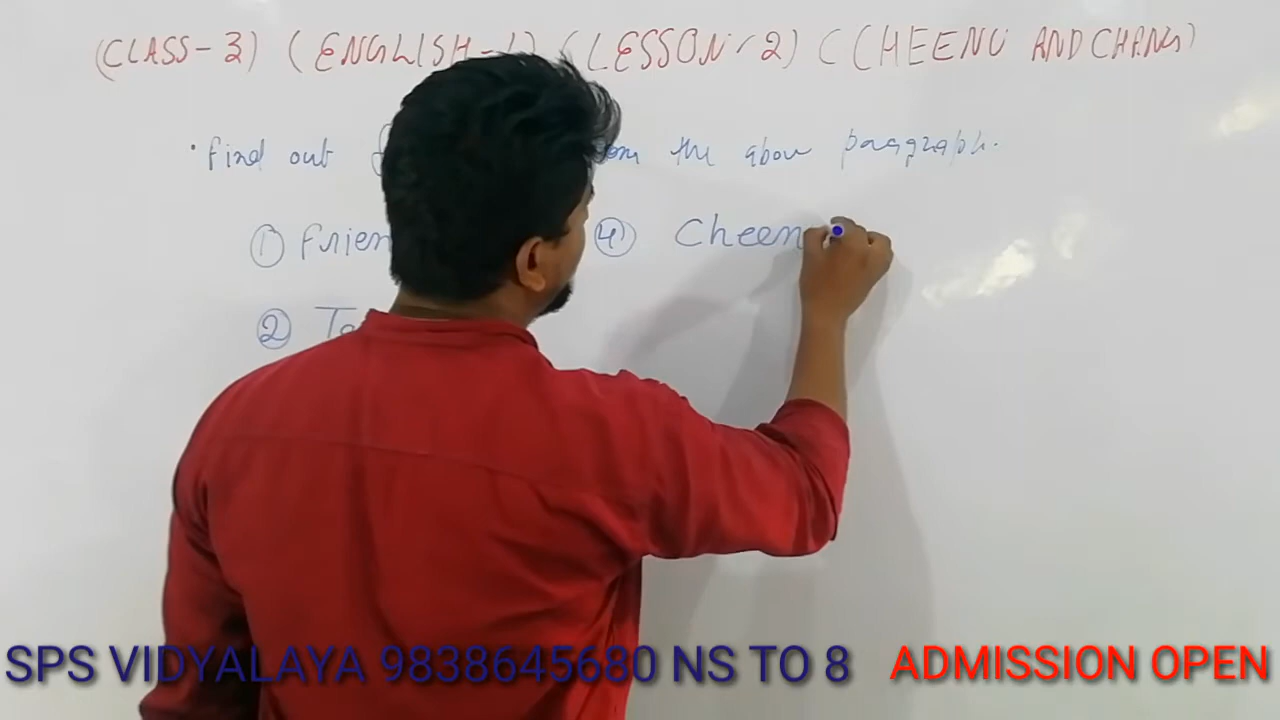 (CLASS-3) (ENGLISH-1) (LESSON-2) (CHEENU AND CHANG)
. Find out the above paragraph.
① Frien ④ Cheen
②
SPS VIDYALAYA 9838645680 NS TO 8 ADMISSION OPEN